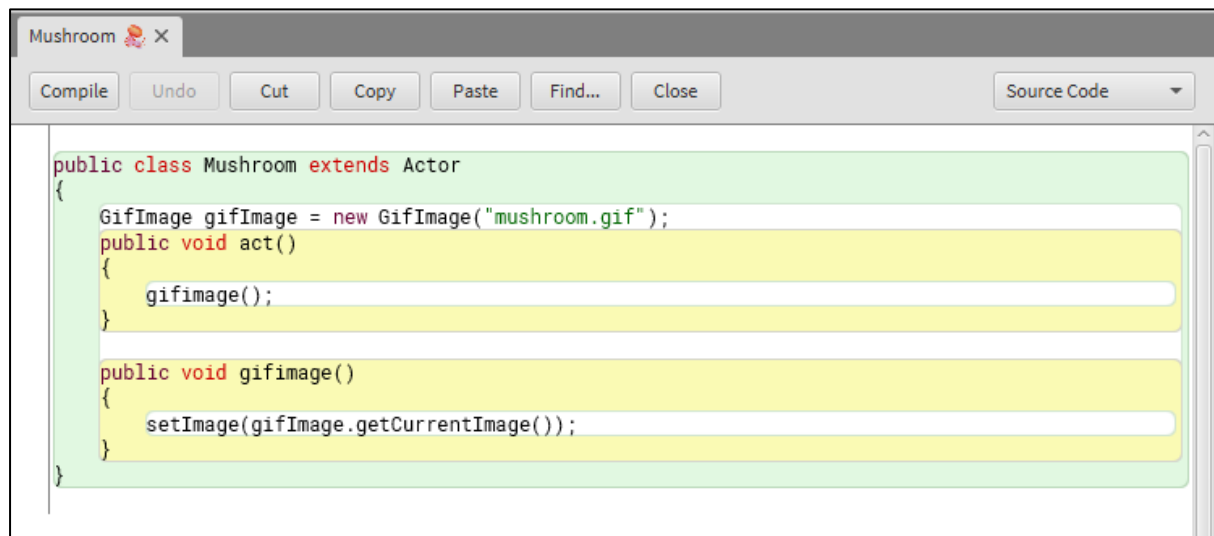 Mushroom
Compile Undo Cut Copy Paste Find... Close Source Code
public class Mushroom extends Actor
{
    GifImage gifImage = new GifImage("mushroom.gif");
    public void act()
    {
        gifimage();
    }
    public void gifimage()
    {
        setImage(gifImage.getCurrentImage());
    }
}